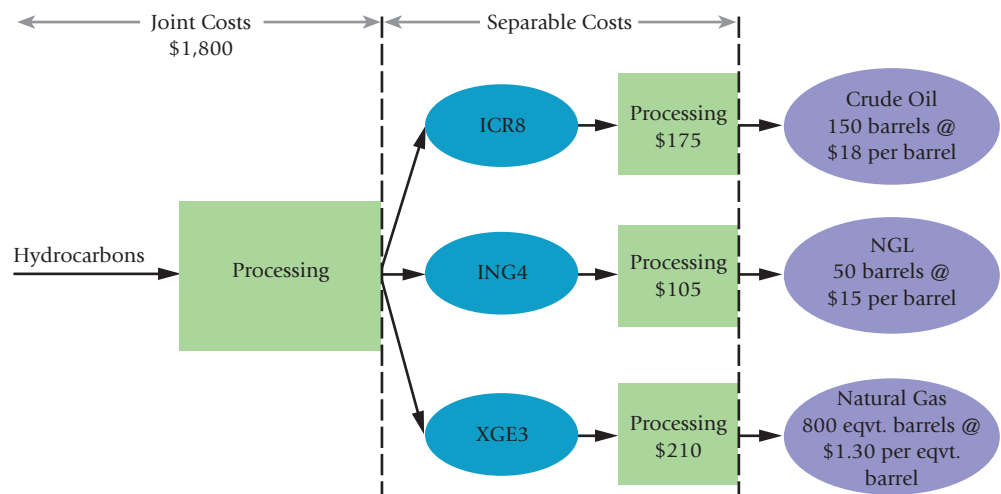 Joint Costs
$1,800
Separable Costs
Hydrocarbons
Processing
ICR8
Processing
$175
Crude Oil
150 barrels @
$18 per barrel
ING4
Processing
$105
NGL
50 barrels @
$15 per barrel
XGE3
Processing
$210
Natural Gas
800 eqvt. barrels @
$1.30 per eqvt.
barrel